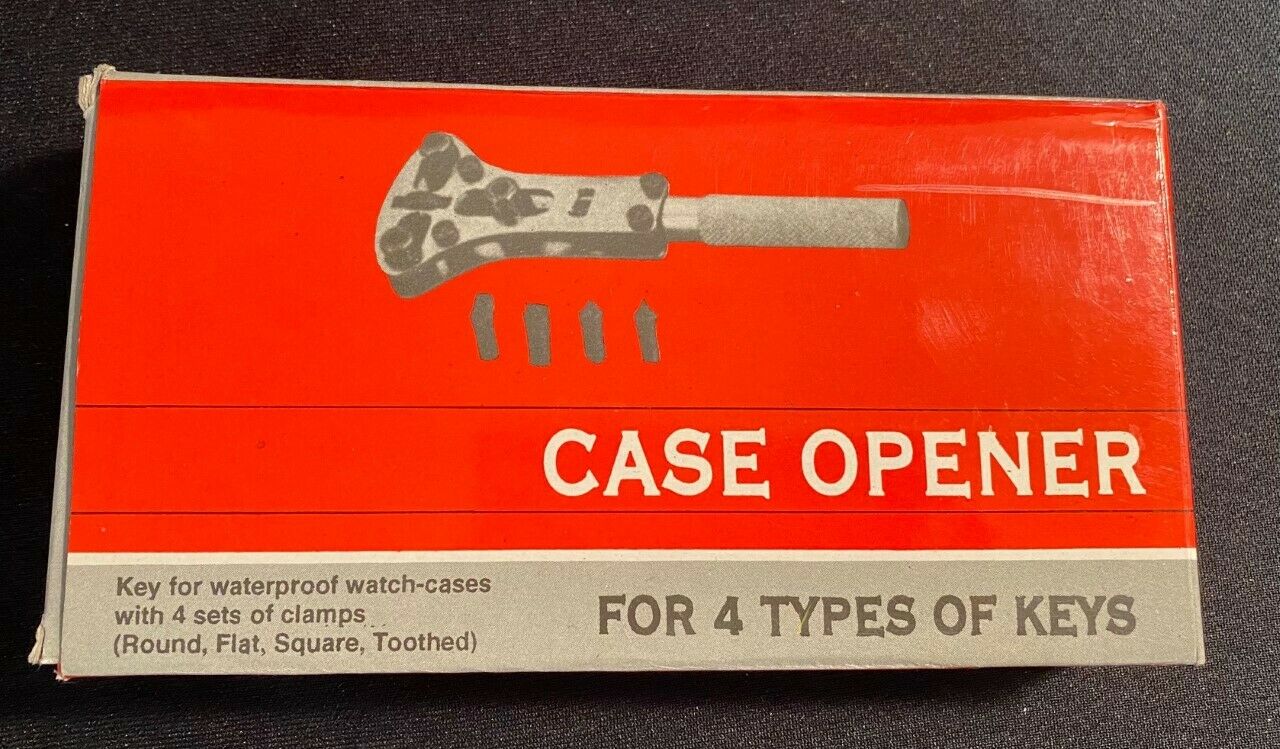 CASE OPENER
Key for waterproof watch-cases
with 4 sets of clamps
(Round, Flat, Square, Toothed)
FOR 4 TYPES OF KEYS